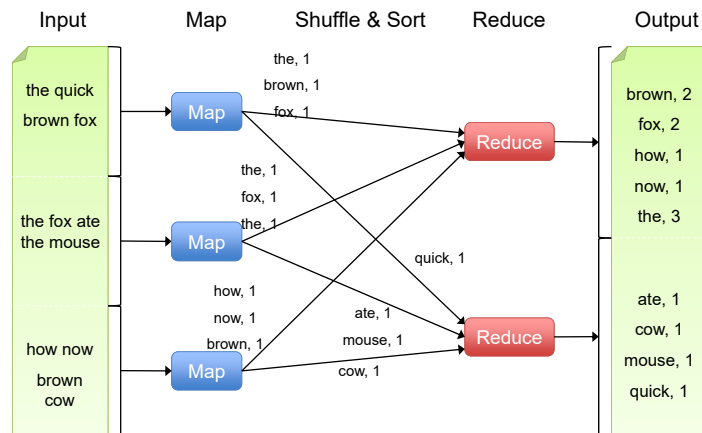 Input
Map
Shuffle & Sort
Reduce
Output
the quick
brown fox
the fox ate
the mouse
how now
brown
cow
Map
Map
Map
the, 1
brown, 1
fox, 1
the, 1
fox, 1
the, 1
how, 1
now, 1
brown, 1
quick, 1
ate, 1
mouse, 1
cow, 1
Reduce
Reduce
brown, 2
fox, 2
how, 1
now, 1
the, 3
ate, 1
cow, 1
mouse, 1
quick, 1